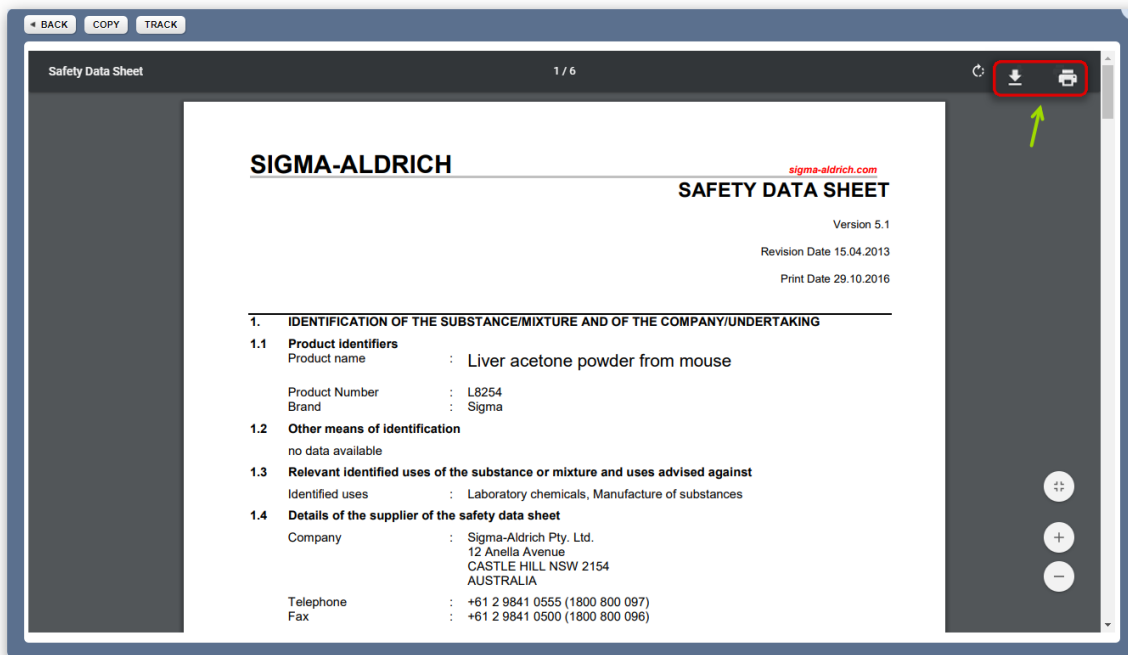 BACK COPY TRACK
Safety Data Sheet 1 / 6
SIGMA-ALDRICH sigma-aldrich.com
SAFETY DATA SHEET
Version 5.1
Revision Date 15.04.2013
Print Date 29.10.2016
1. IDENTIFICATION OF THE SUBSTANCE/MIXTURE AND OF THE COMPANY/UNDERTAKING
1.1 Product identifiers
Product name : Liver acetone powder from mouse
Product Number : L8254
Brand : Sigma
1.2 Other means of identification
no data available
1.3 Relevant identified uses of the substance or mixture and uses advised against
Identified uses : Laboratory chemicals, Manufacture of substances
1.4 Details of the supplier of the safety data sheet
Company : Sigma-Aldrich Pty. Ltd.
12 Anella Avenue
CASTLE HILL NSW 2154
AUSTRALIA
Telephone : +61 2 9841 0555 (1800 800 097)
Fax : +61 2 9841 0500 (1800 800 096)